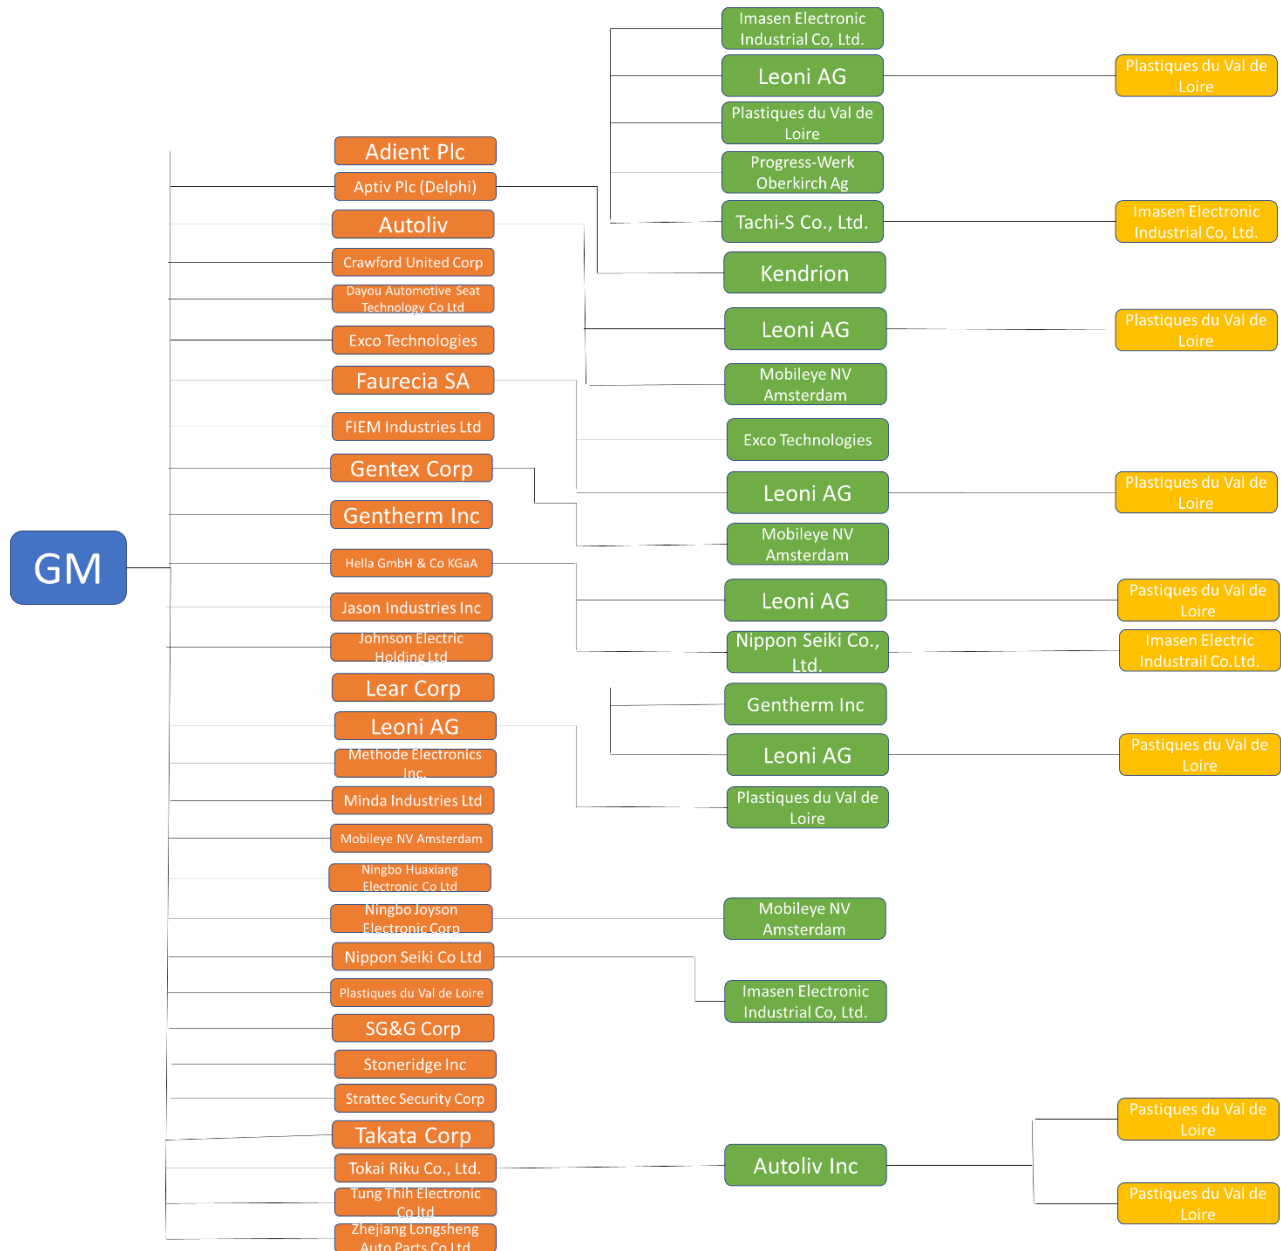 GM
Adient Plc
Aptiv Plc (Delphi)
Autoliv
Crawford United Corp
Dayou Automotive Seat
Technology Co Ltd
Exco Technologies
Faurecia SA
FIEM Industries Ltd
Gentex Corp
Gentherm Inc
Hella GmbH & Co KGaA
Jason Industries Inc
Johnson Electric
Holding Ltd
Lear Corp
Leoni AG
Methode Electronics
Inc.
Minda Industries Ltd
Mobileye NV Amsterdam
Ningbo Huaxiang
Electronic Co Ltd
Ningbo Joyson
Electronic Corp
Nippon Seiki Co Ltd
Plastiques du Val de Loire
SG&G Corp
Stoneridge Inc
Strattec Security Corp
Takata Corp
Tokai Riku Co., Ltd.
Tung Thih Electronic
Co ltd
Zhejiang Longsheng
Auto Parts Co Ltd
Imasen Electronic
Industrial Co, Ltd.
Leoni AG
Plastiques du Val de
Loire
Progress-Werk
Oberkirch Ag
Tachi-S Co., Ltd.
Kendrion
Leoni AG
Mobileye NV
Amsterdam
Exco Technologies
Leoni AG
Mobileye NV
Amsterdam
Leoni AG
Nippon Seiki Co.,
Ltd.
Gentherm Inc
Leoni AG
Plastiques du Val de
Loire
Mobileye NV
Amsterdam
Imasen Electronic
Industrial Co, Ltd.
Autoliv Inc
Plastiques du Val de
Loire
Imasen Electronic
Industrial Co, Ltd.
Plastiques du Val de
Loire
Plastiques du Val de
Loire
Pastiques du Val de
Loire
Imasen Electric
Industrail Co.Ltd.
Pastiques du Val de
Loire
Pastiques du Val de
Loire
Pastiques du Val de
Loire